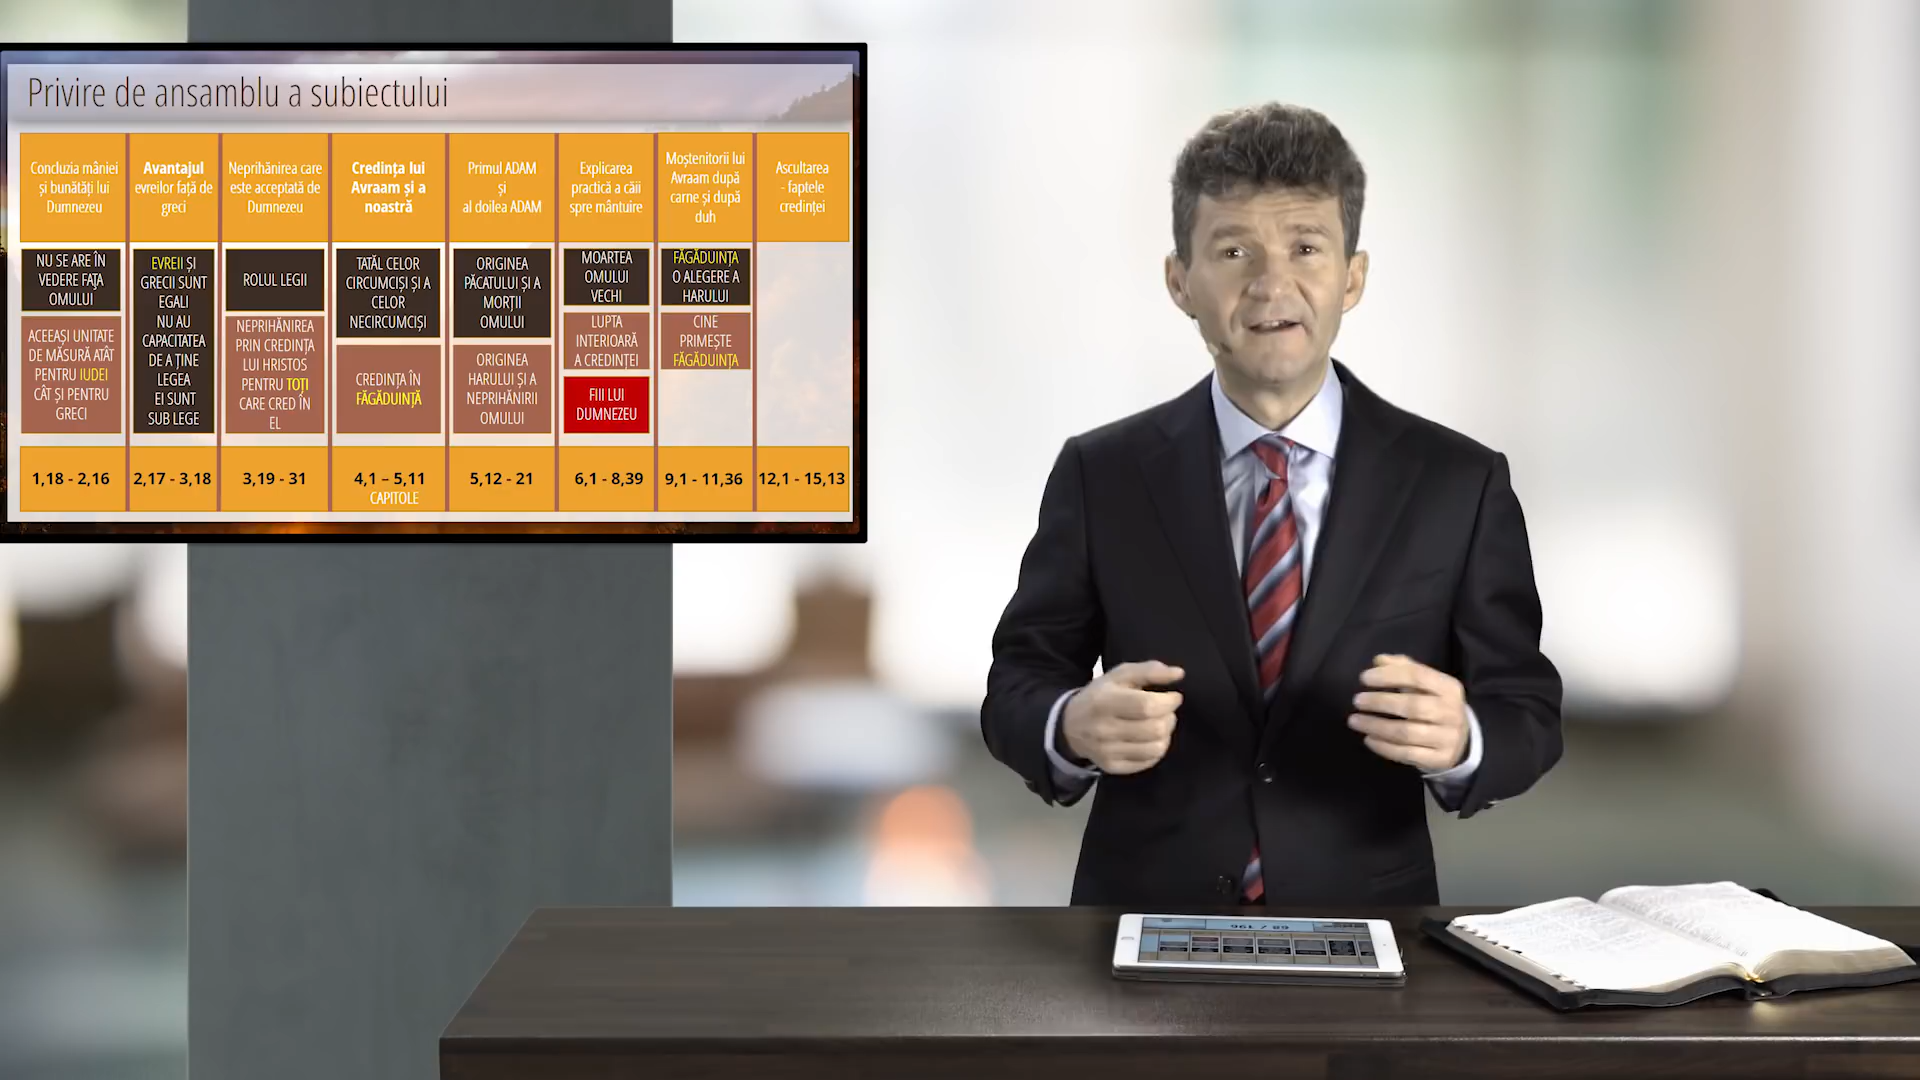 Privire de ansamblu a subiectului
Concluzia mâniei
și bunătăți lui
Dumnezeu
Avantajul
evreilor față de
greci
Neprihănirea care
este acceptată de
Dumnezeu
Credința lui
Avraam și a
noastră
Primul ADAM
și
al doilea ADAM
Explicarea
practică a căii
spre mântuire
Moștenitorii lui
Avraam după
carne și după
duh
Ascultarea
- faptele
credinței
NU SE ARE ÎN
VEDERE FAŢA
OMULUI
ACEEAȘI UNITATE
DE MĂSURĂ ATÂT
PENTRU IUDEI
CÂT ȘI PENTRU
GRECI
EVREII ȘI
GRECII SUNT
EGALI
NU AU
CAPACITATEA
DE A ȚINE
LEGEA
EI SUNT
SUB LEGE
ROLUL LEGII
NEPRIHĂNIREA
PRIN CREDINȚA
LUI HRISTOS
PENTRU TOȚI
CARE CRED ÎN
EL
TATĂL CELOR
CIRCUMCIȘI ȘI A
CELOR
NECIRCUMCIȘI
CREDINȚA ÎN
FĂGĂDUINȚĂ
ORIGINEA
PĂCATULUI ȘI A
MORȚII
OMULUI
ORIGINEA
HARULUI ȘI A
NEPRIHĂNIRII
OMULUI
MOARTEA
OMULUI
VECHI
LUPTA
INTERIOARĂ
A CREDINȚEI
FIII LUI
DUMNEZEU
FĂGĂDUINȚA
O ALEGERE A
HARULUI
CINE
PRIMEȘTE
FĂGĂDUINȚA
1,18 - 2,16
2,17 - 3,18
3,19 - 31
4,1 – 5,11
CAPITOLE
5,12 - 21
6,1 - 8,39
9,1 - 11,36
12,1 - 15,13
68 / 196